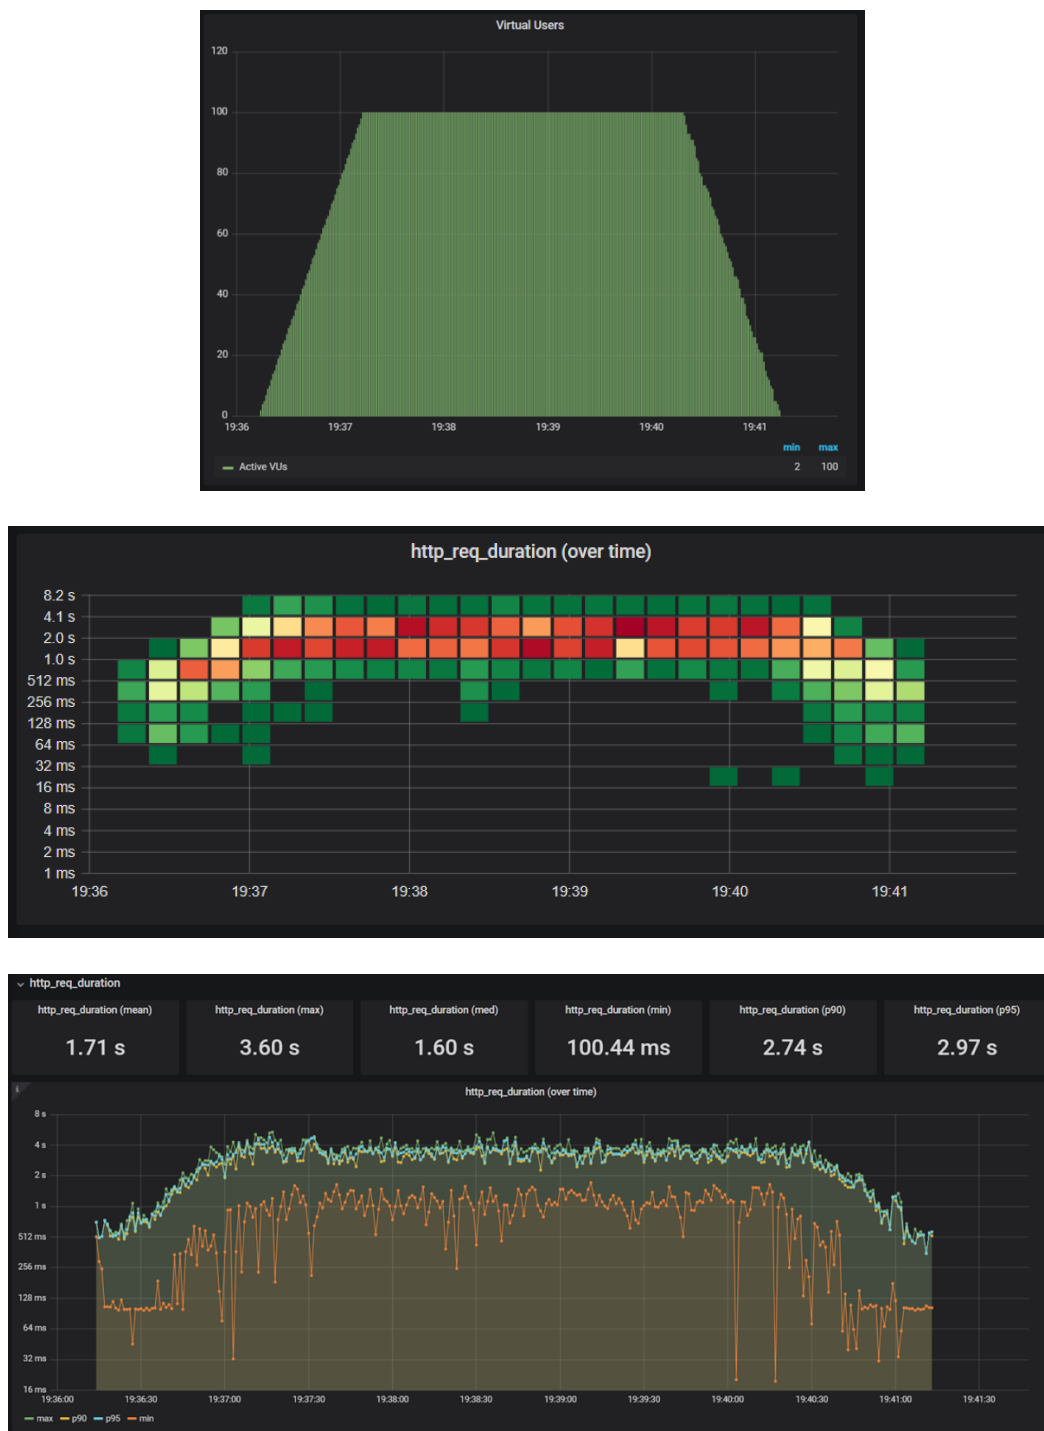 Virtual Users
120
100
80
60
40
20
0
19:36 19:37 19:38 19:39 19:40 19:41
min max
Active VUs 2 100
http_req_duration (over time)
8.2 s
4.1 s
2.0 s
1.0 s
512 ms
256 ms
128 ms
64 ms
32 ms
16 ms
8 ms
4 ms
2 ms
1 ms
19:36 19:37 19:38 19:39 19:40 19:41
http_req_duration
http_req_duration (mean) http_req_duration (max) http_req_duration (med) http_req_duration (min) http_req_duration (p90) http_req_duration (p95)
1.71 s 3.60 s 1.60 s 100.44 ms 2.74 s 2.97 s
i
http_req_duration (over time)
8 s
4 s
2 s
1 s
512 ms
256 ms
128 ms
64 ms
32 ms
16 ms
19:36:00 19:36:30 19:37:00 19:37:30 19:38:00 19:38:30 19:39:00 19:39:30 19:40:00 19:40:30 19:41:00 19:41:30
max p90 p95 min